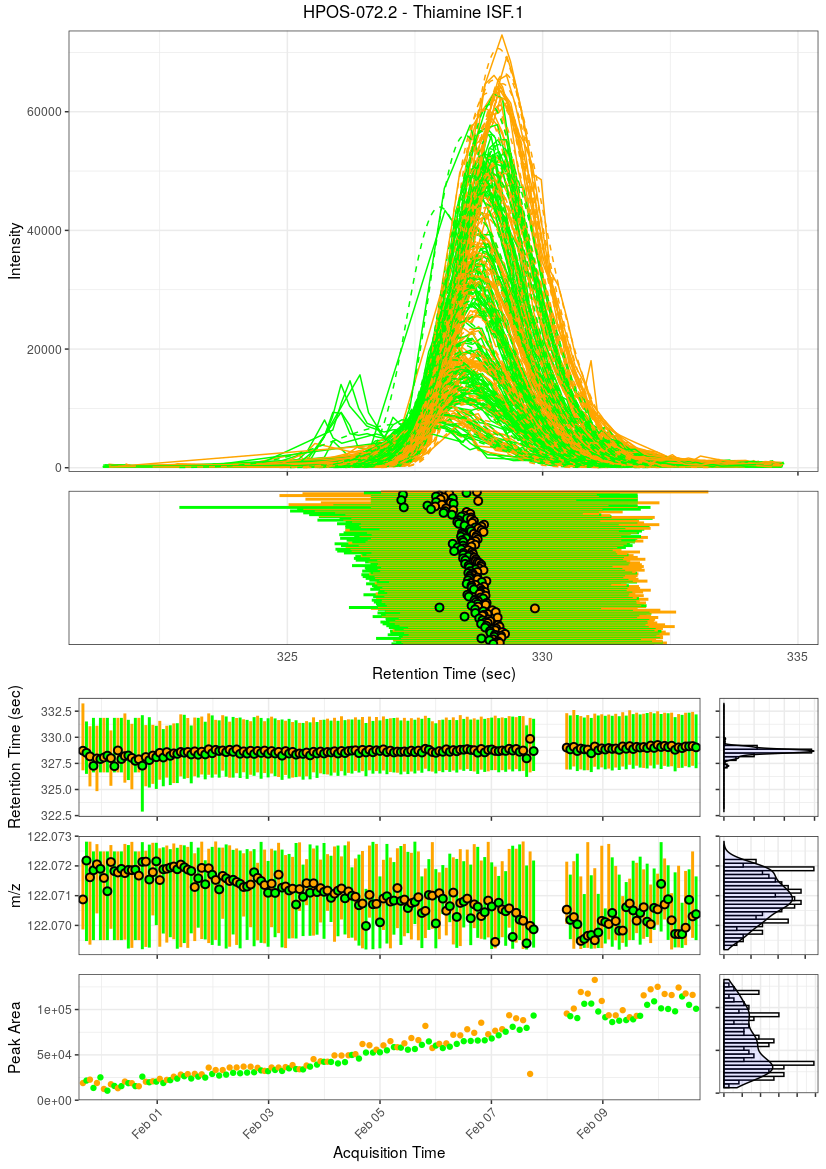 HPOS-072.2 - Thiamine ISF.1
Intensity
60000
40000
20000
0
325
330
335
Retention Time (sec)
Retention Time (sec)
332.5
330.0
327.5
325.0
322.5
m/z
122.073
122.072
122.071
122.070
Peak Area
1e+05
5e+04
0e+00
Feb 01
Feb 03
Feb 05
Feb 07
Feb 09
Acquisition Time